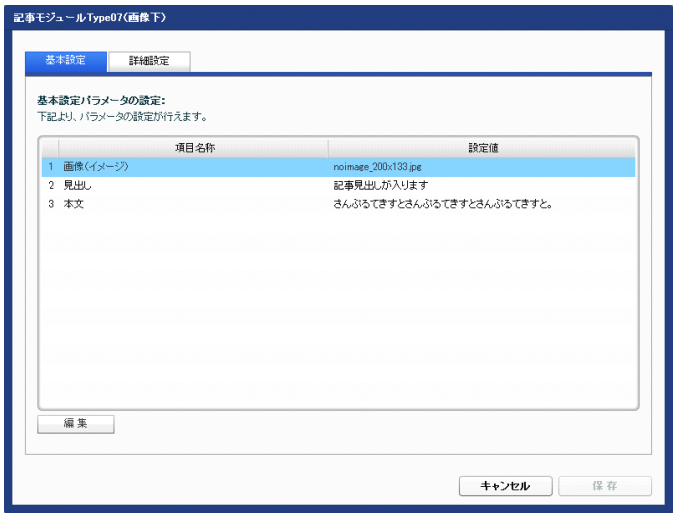 記事モジュールType07(画像下)
基本設定 詳細設定
基本設定パラメータの設定:
下記より、パラメータの設定が行えます。
項目名称 設定値
1 画像(イメージ) noimage_200x133.jpg
2 見出し 記事見出しが入ります
3 本文 さんぷるてきすとさんぷるてきすとさんぷるてきすと。
編集
キャンセル 保存